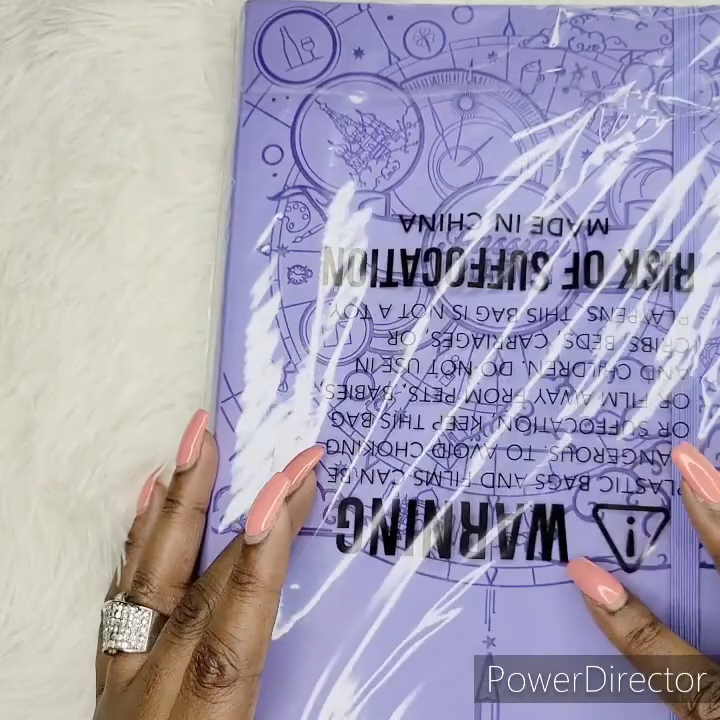 WARNING
PLASTIC BAGS AND FILMS CAN BE
DANGEROUS. TO AVOID CHOKING
OR SUFFOCATION, KEEP THIS BAG
OR FILM AWAY FROM PETS, BABIES,
AND CHILDREN. DO NOT USE IN
CRIBS, BEDS, CARRIAGES, OR
PLAYPENS. THIS BAG IS NOT A TOY
RISK OF SUFFOCATION
MADE IN CHINA
PowerDirector